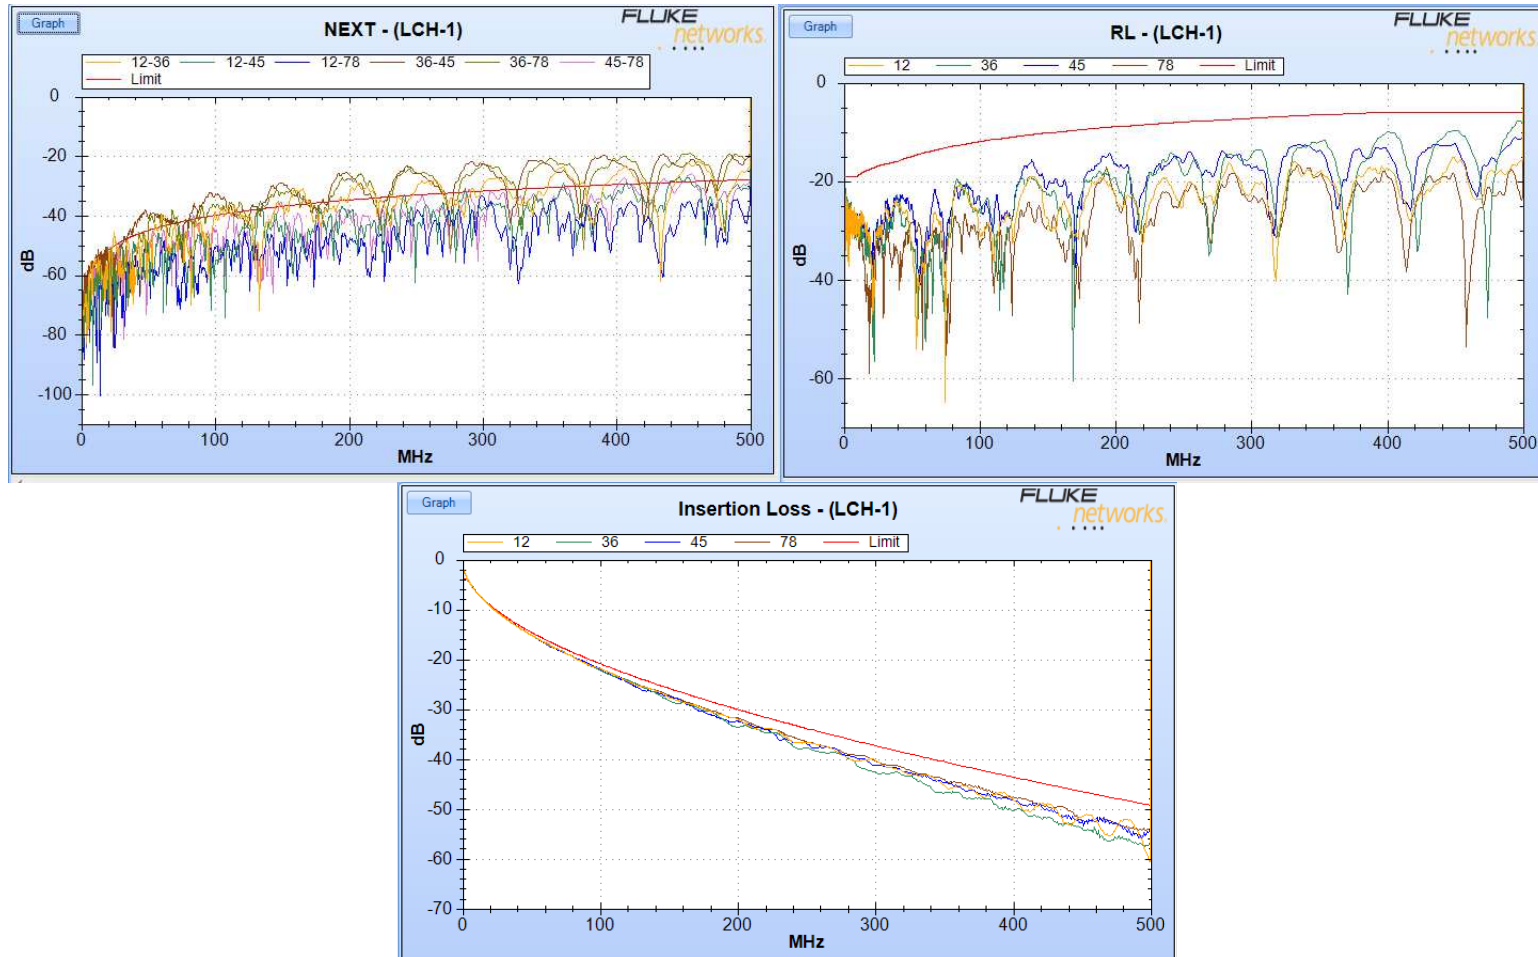 Graph
NEXT - (LCH-1)
FLUKE
networks.
12-36 12-45 12-78 36-45 36-78 45-78
Limit
0
-20
-40
-60
-80
-100
dB
0 100 200 300 400 500
MHz
Graph
RL - (LCH-1)
FLUKE
networks.
12 36 45 78 Limit
0
-20
-40
-60
dB
0 100 200 300 400 500
MHz
Graph
Insertion Loss - (LCH-1)
FLUKE
networks.
12 36 45 78 Limit
0
-10
-20
-30
-40
-50
-60
-70
dB
0 100 200 300 400 500
MHz